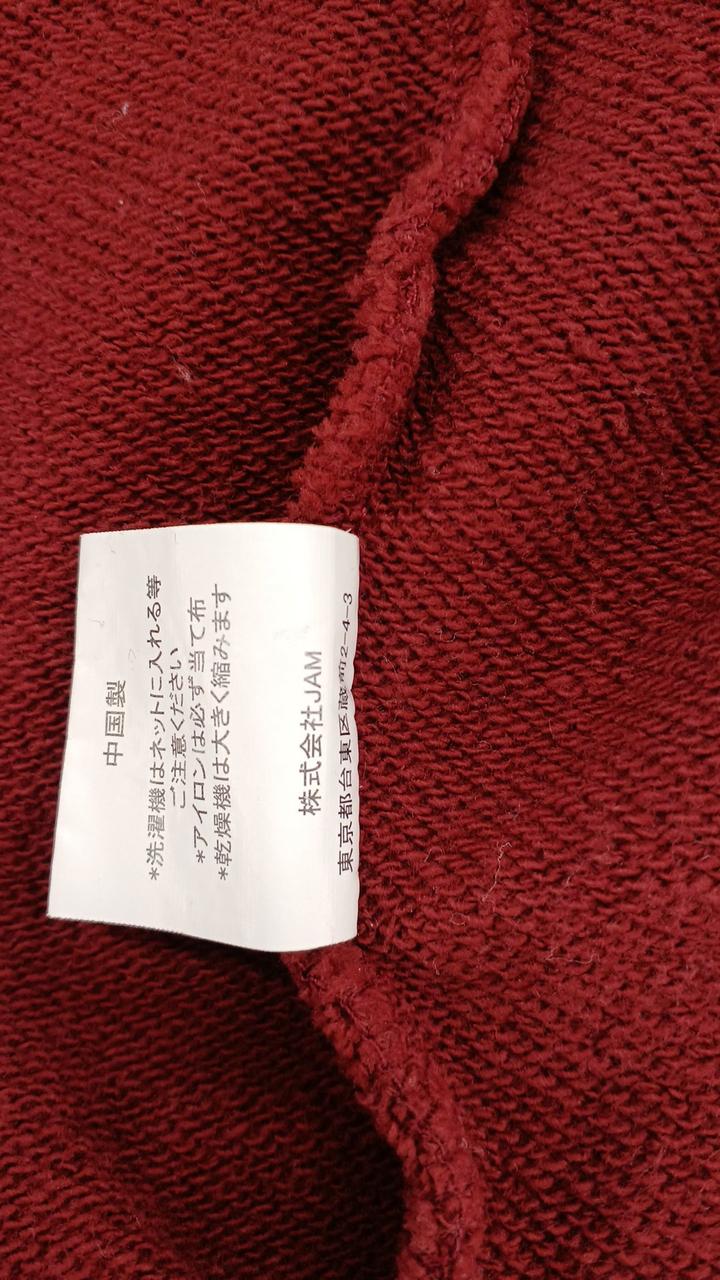 中国製
*洗濯機はネットに入れる等
ご注意ください
*アイロンは必ず当て布
*乾燥機は大きく縮みます
株式会社JAM
東京都台東区蔵前2-4-3